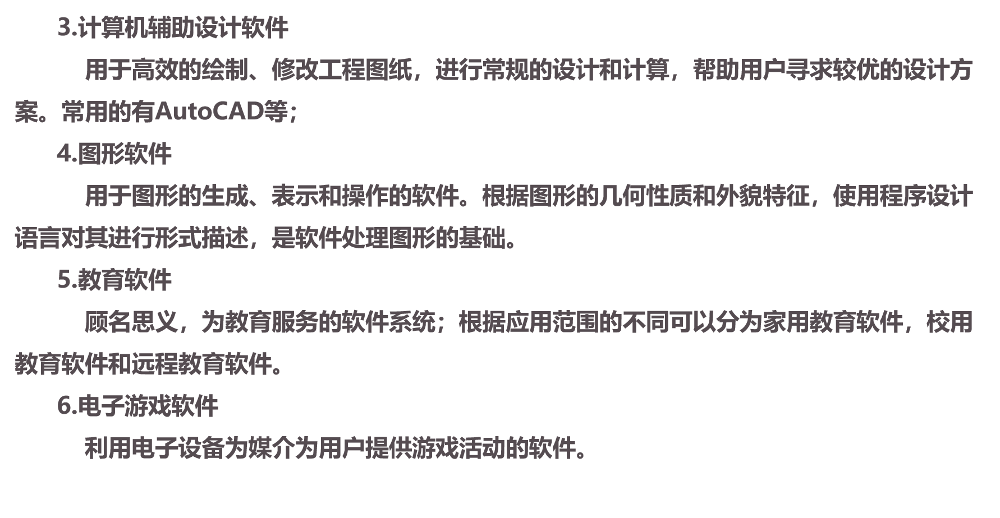 3.计算机辅助设计软件
用于高效的绘制、修改工程图纸，进行常规的设计和计算，帮助用户寻求较优的设计方
案。常用的有AutoCAD等；
4.图形软件
用于图形的生成、表示和操作的软件。根据图形的几何性质和外貌特征，使用程序设计
语言对其进行形式描述，是软件处理图形的基础。
5.教育软件
顾名思义，为教育服务的软件系统；根据应用范围的不同可以分为家用教育软件，校用
教育软件和远程教育软件。
6.电子游戏软件
利用电子设备为媒介为用户提供游戏活动的软件。